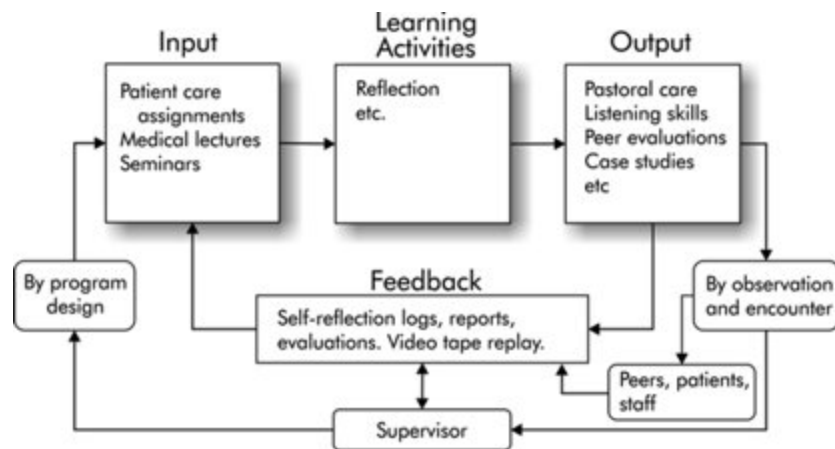 Input
Learning
Activities
Output
Patient care
assignments
Medical lectures
Seminars
Reflection
etc.
Pastoral care
Listening skills
Peer evaluations
Case studies
etc
By program
design
Feedback
Self-reflection logs, reports,
evaluations. Video tape replay.
By observation
and encounter
Peers, patients,
staff
Supervisor